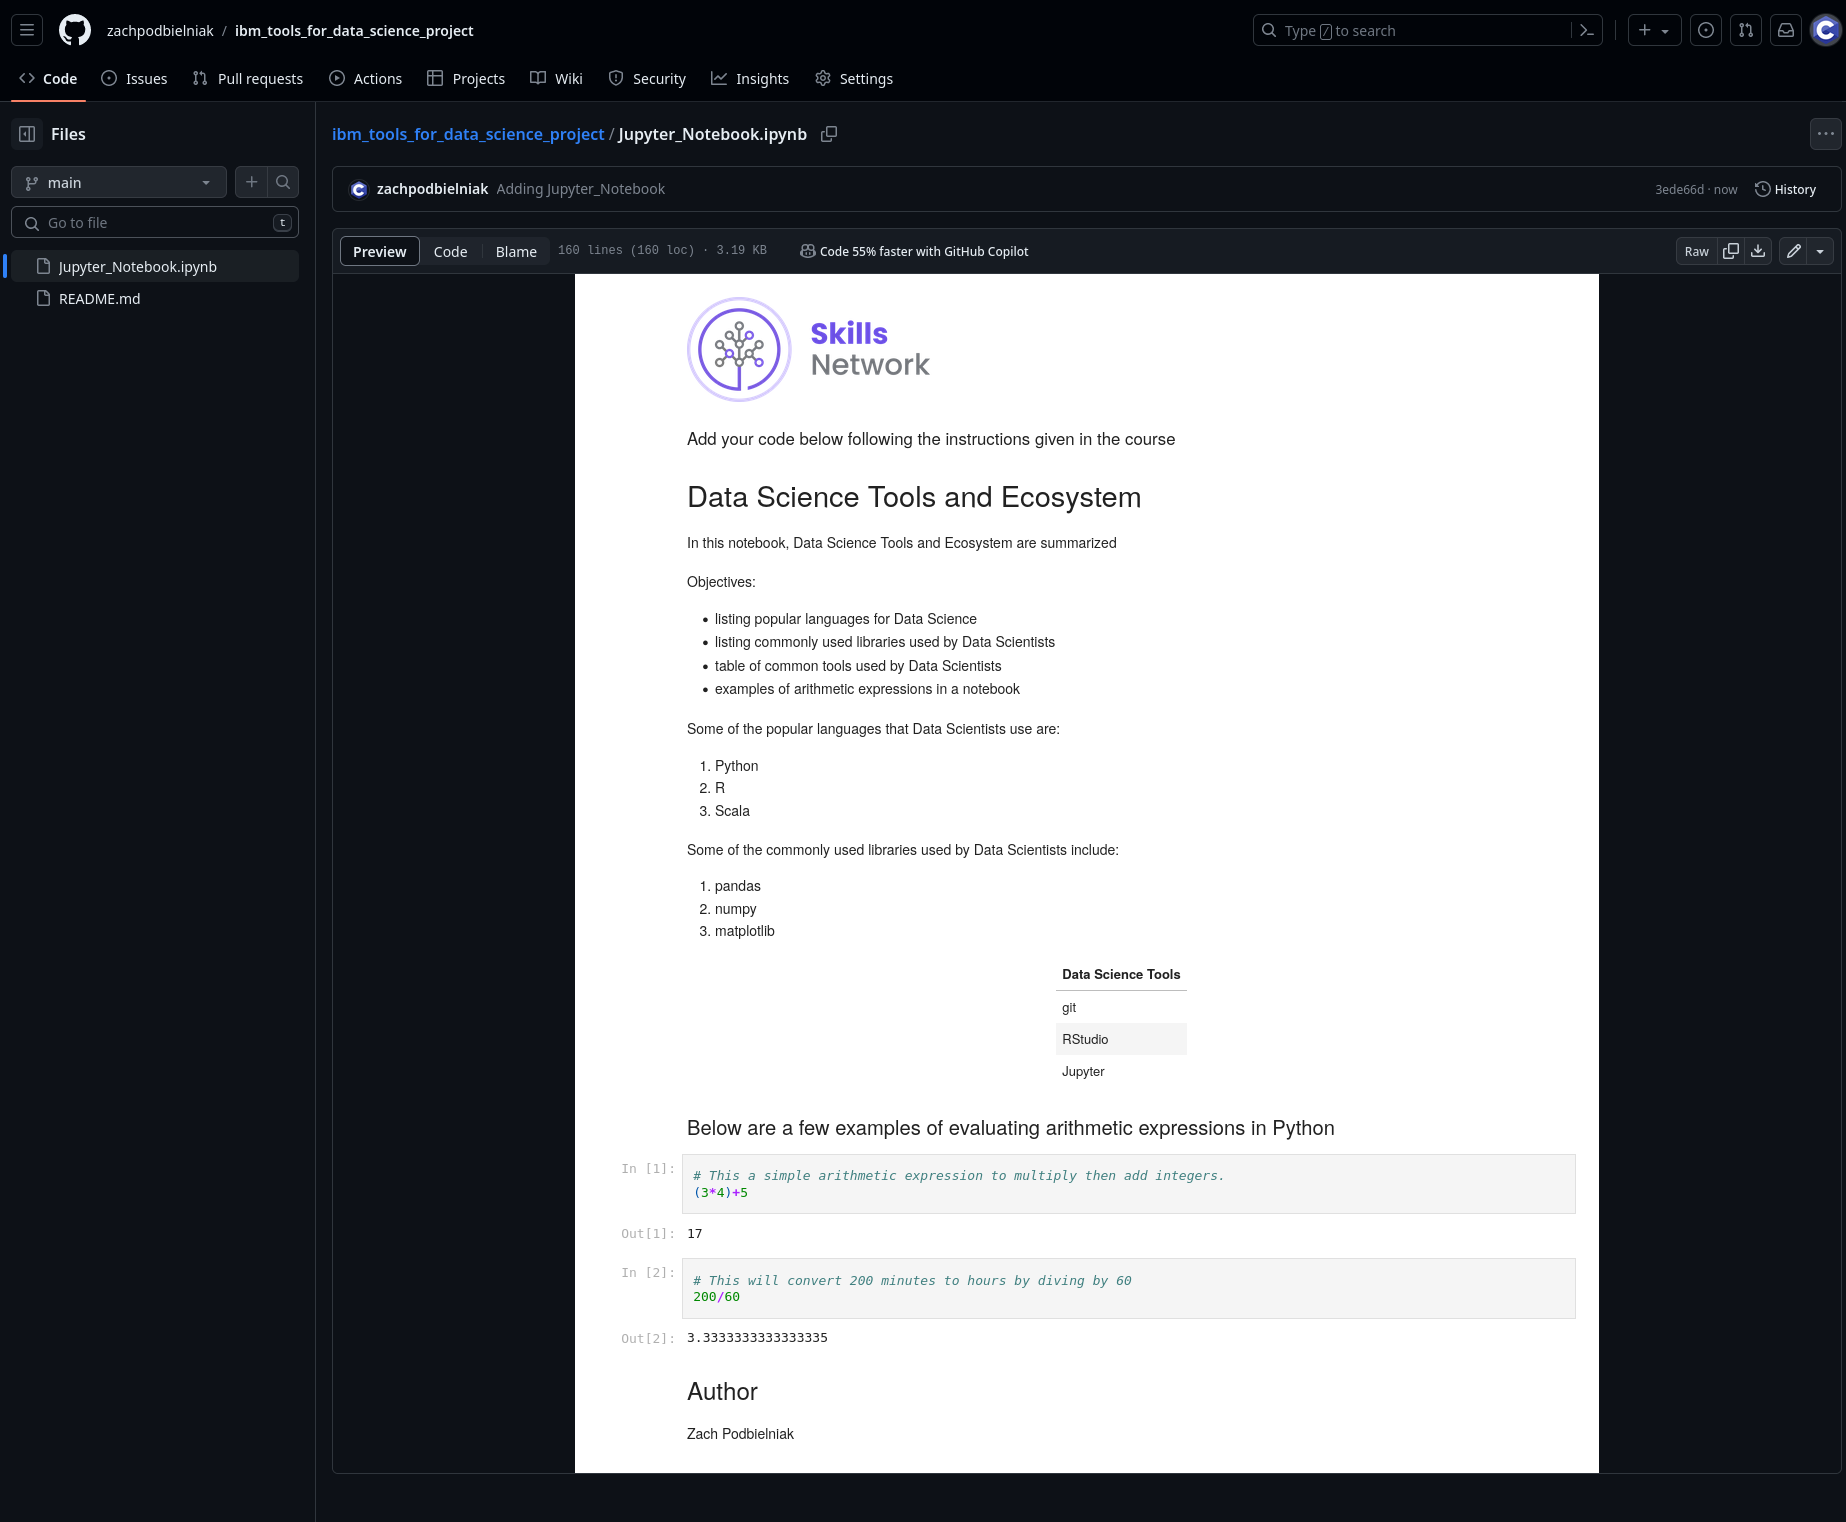 zachpodbielniak / ibm_tools_for_data_science_project
Type / to search
Code
Issues
Pull requests
Actions
Projects
Wiki
Security
Insights
Settings
Files
main
Go to file
t
Jupyter_Notebook.ipynb
README.md
ibm_tools_for_data_science_project / Jupyter_Notebook.ipynb
zachpodbielniak Adding Jupyter_Notebook
3ede66d · now
History
Preview
Code
Blame
160 lines (160 loc) · 3.19 KB
Code 55% faster with GitHub Copilot
Raw
Skills
Network
Add your code below following the instructions given in the course
Data Science Tools and Ecosystem
In this notebook, Data Science Tools and Ecosystem are summarized
Objectives:
• listing popular languages for Data Science
• listing commonly used libraries used by Data Scientists
• table of common tools used by Data Scientists
• examples of arithmetic expressions in a notebook
Some of the popular languages that Data Scientists use are:
1. Python
2. R
3. Scala
Some of the commonly used libraries used by Data Scientists include:
1. pandas
2. numpy
3. matplotlib
Data Science Tools
git
RStudio
Jupyter
Below are a few examples of evaluating arithmetic expressions in Python
In [1]:
# This a simple arithmetic expression to multiply then add integers.
(3*4)+5
Out[1]: 17
In [2]:
# This will convert 200 minutes to hours by diving by 60
200/60
Out[2]: 3.3333333333333335
Author
Zach Podbielniak